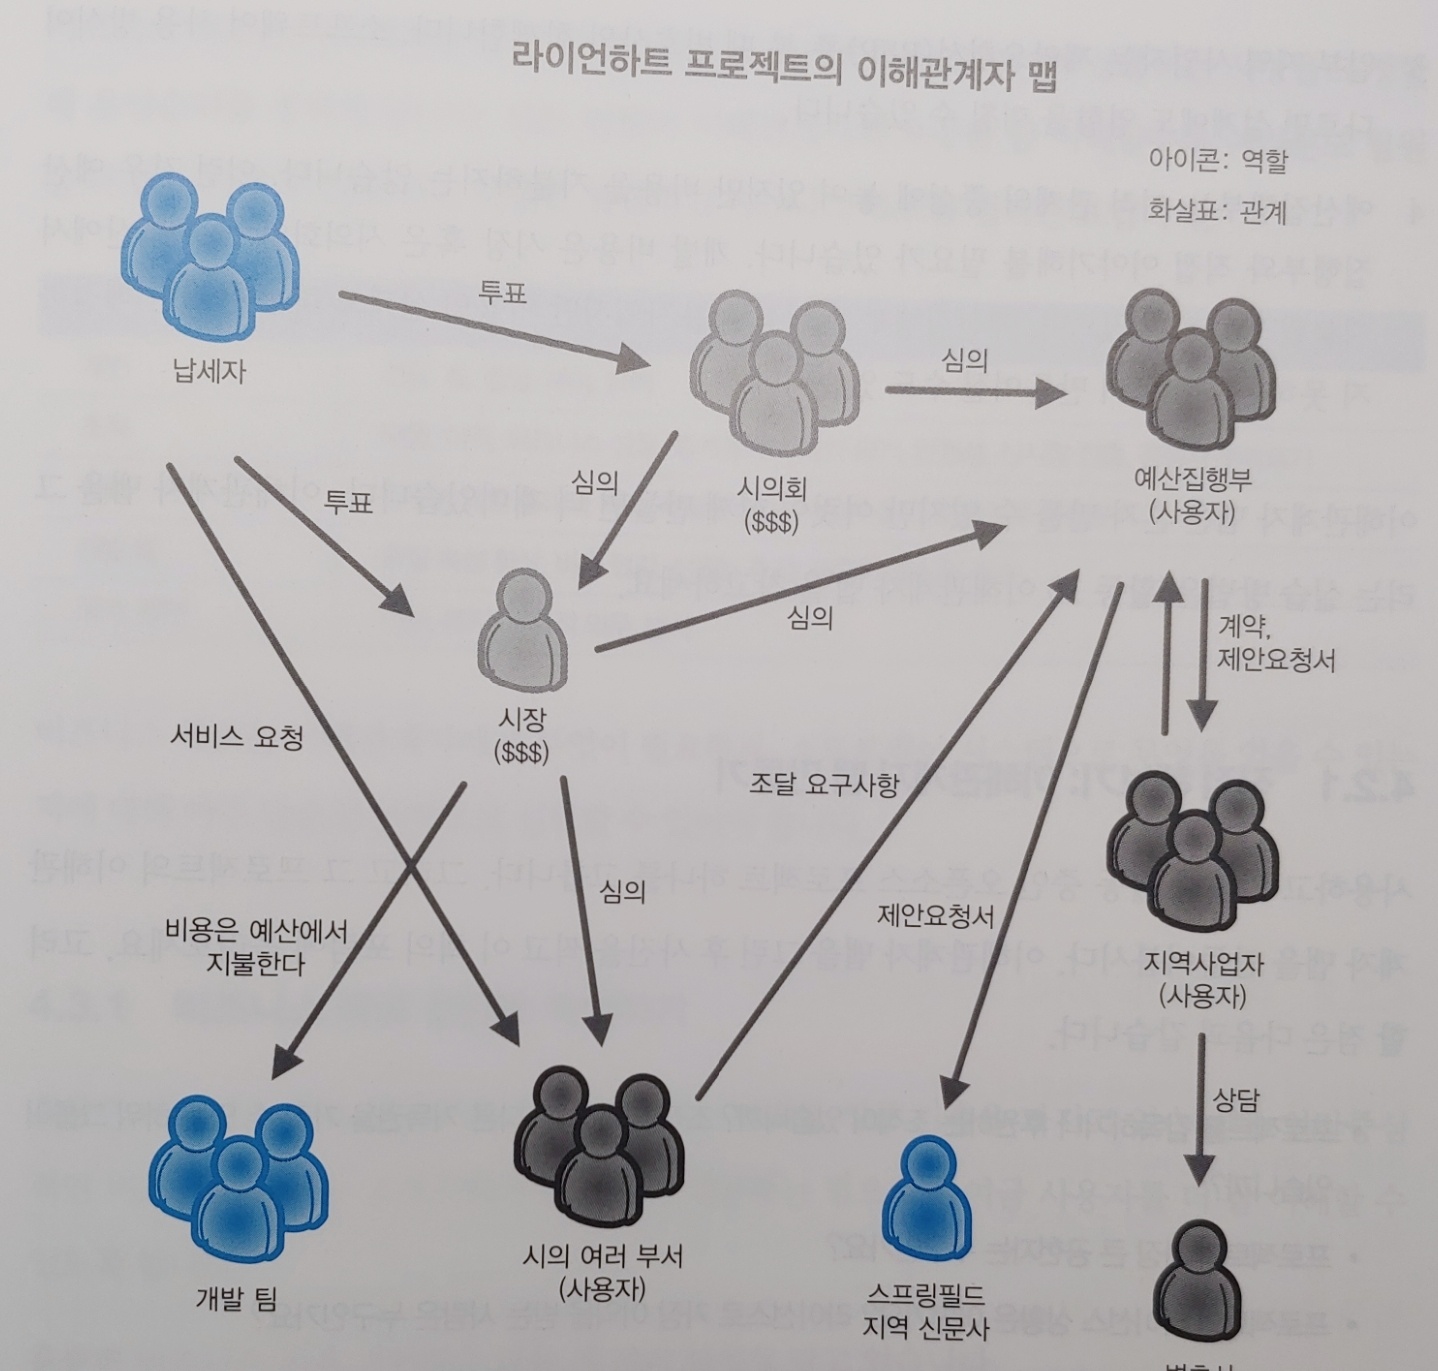 라이언하트 프로젝트의 이해관계자 맵
아이콘: 역할
화살표: 관계
납세자
투표
시의회
($$$)
심의
예산집행부
(사용자)
투표
심의
심의
시장
($$$)
계약,
제안요청서
서비스 요청
조달 요구사항
심의
제안요청서
비용은 예산에서
지불한다
지역사업자
(사용자)
상담
개발 팀
시의 여러 부서
(사용자)
스프링필드
지역 신문사